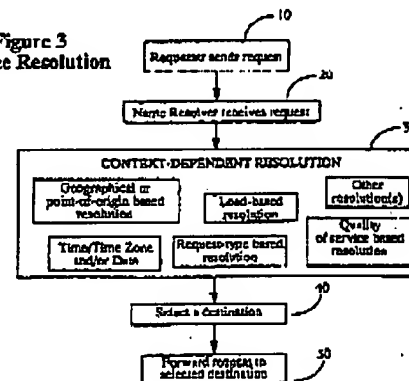 10
Figure 3
ce Resolution
Requester sends request
20
Name Resolver receives request
3
CONTEXT-DEPENDENT RESOLUTION
Geographical or
point-of-origin based
resolution
Load-based
resolution
Other
resolution(s)
Time/Time Zone
and/or Date
Request-type based
resolution
Quality
of service based
resolution
Select a destination
40
Forward request to
selected destination
50